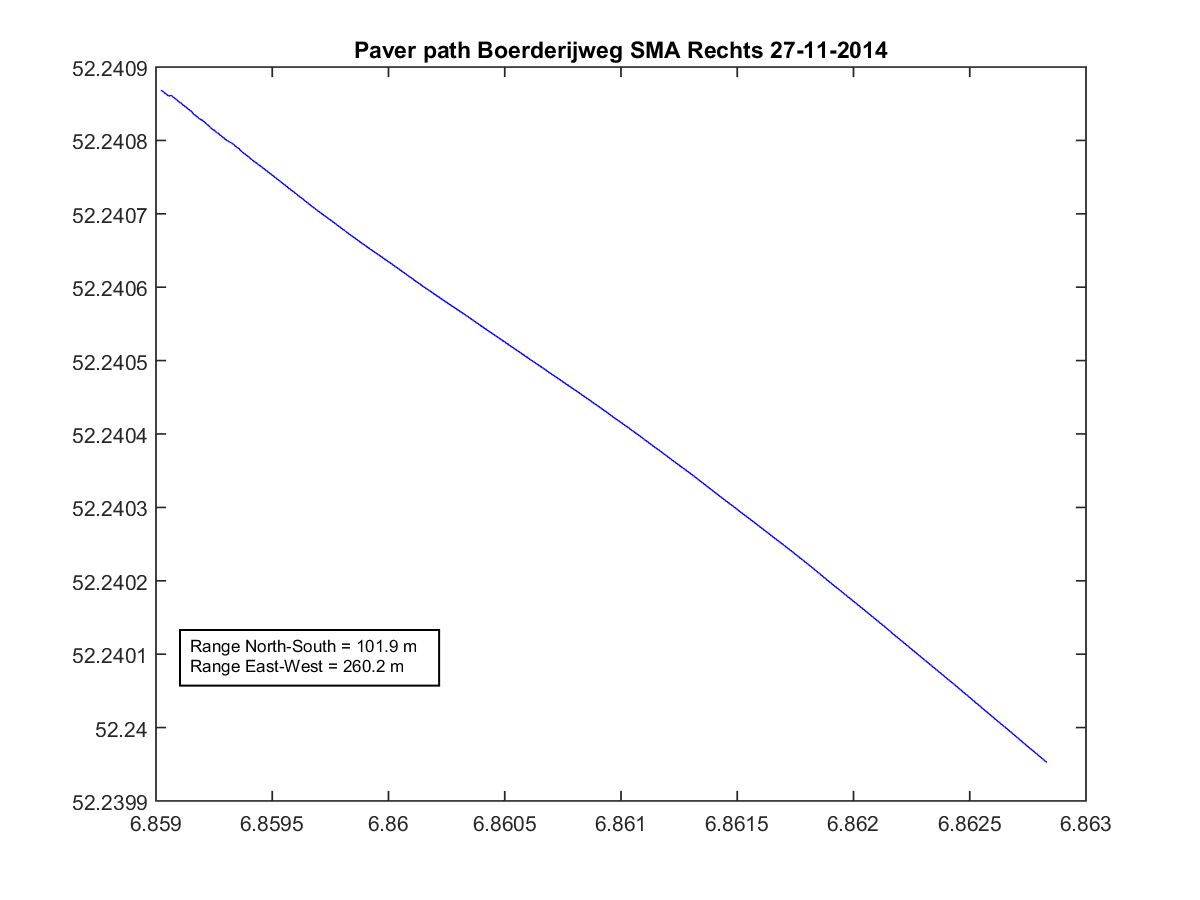 Paver path Boerderijweg SMA Rechts 27-11-2014
52.2409
52.2408
52.2407
52.2406
52.2405
52.2404
52.2403
52.2402
52.2401
52.24
52.2399
Range North-South = 101.9 m
Range East-West = 260.2 m
6.859 6.8595 6.86 6.8605 6.861 6.8615 6.862 6.8625 6.863